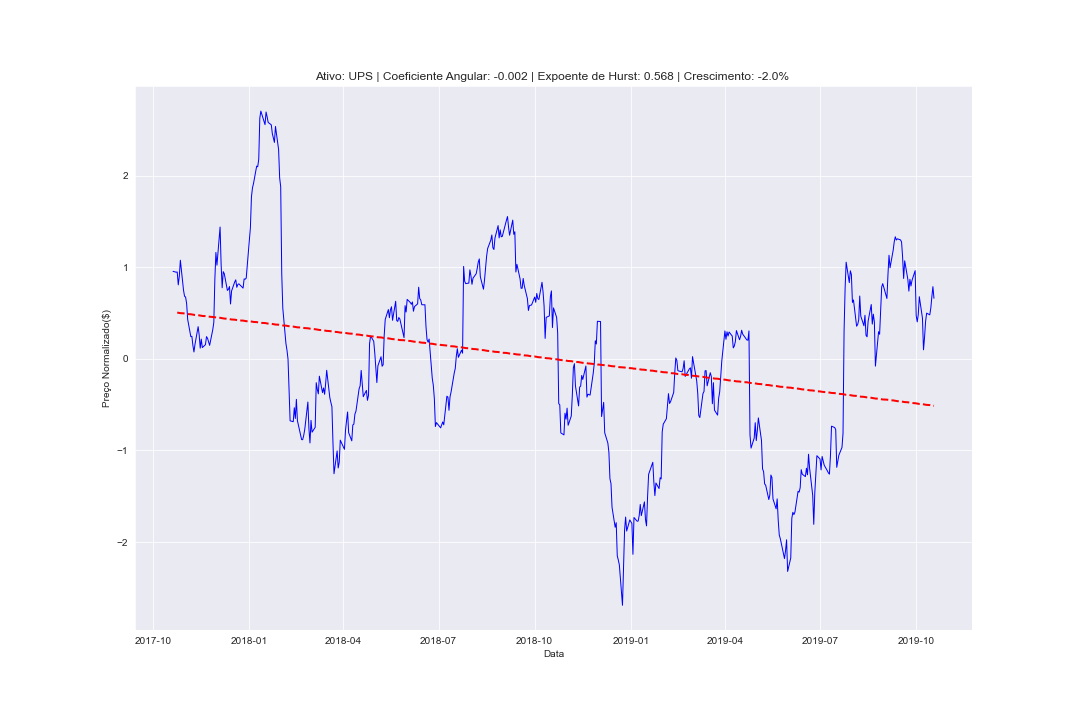 Ativo: UPS | Coeficiente Angular: -0.002 | Expoente de Hurst: 0.568 | Crescimento: -2.0%
Preço Normalizado($)
2
1
0
−1
−2
2017-10 2018-01 2018-04 2018-07 2018-10 2019-01 2019-04 2019-07 2019-10
Data